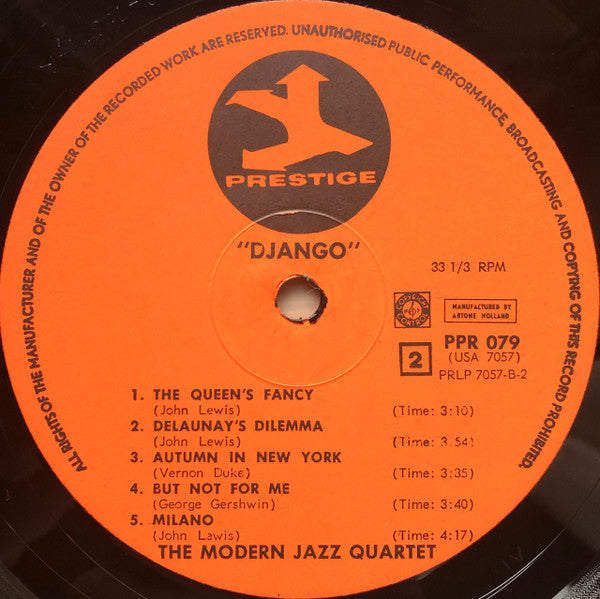 ALL RIGHTS OF THE MANUFACTURER AND OF THE OWNER OF THE RECORDED WORK ARE RESERVED. UNAUTHORISED PUBLIC PERFORMANCE, BROADCASTING AND COPYING OF THIS RECORD PROHIBITED.
PRESTIGE
"DJANGO"
33 1/3 RPM
COPYRIGHT
CONTROL
MANUFACTURED BY
ARTONE HOLLAND
2
PPR 079
(USA 7057)
PRLP 7057-B-2
1. THE QUEEN'S FANCY
(John Lewis) (Time: 3:10)
2. DELAUNAY'S DILEMMA
(John Lewis) (Time: 3.54)
3. AUTUMN IN NEW YORK
(Vernon Duke) (Time: 3:35)
4. BUT NOT FOR ME
(George Gershwin) (Time: 3:40)
5. MILANO
(John Lewis) (Time: 4:17)
THE MODERN JAZZ QUARTET